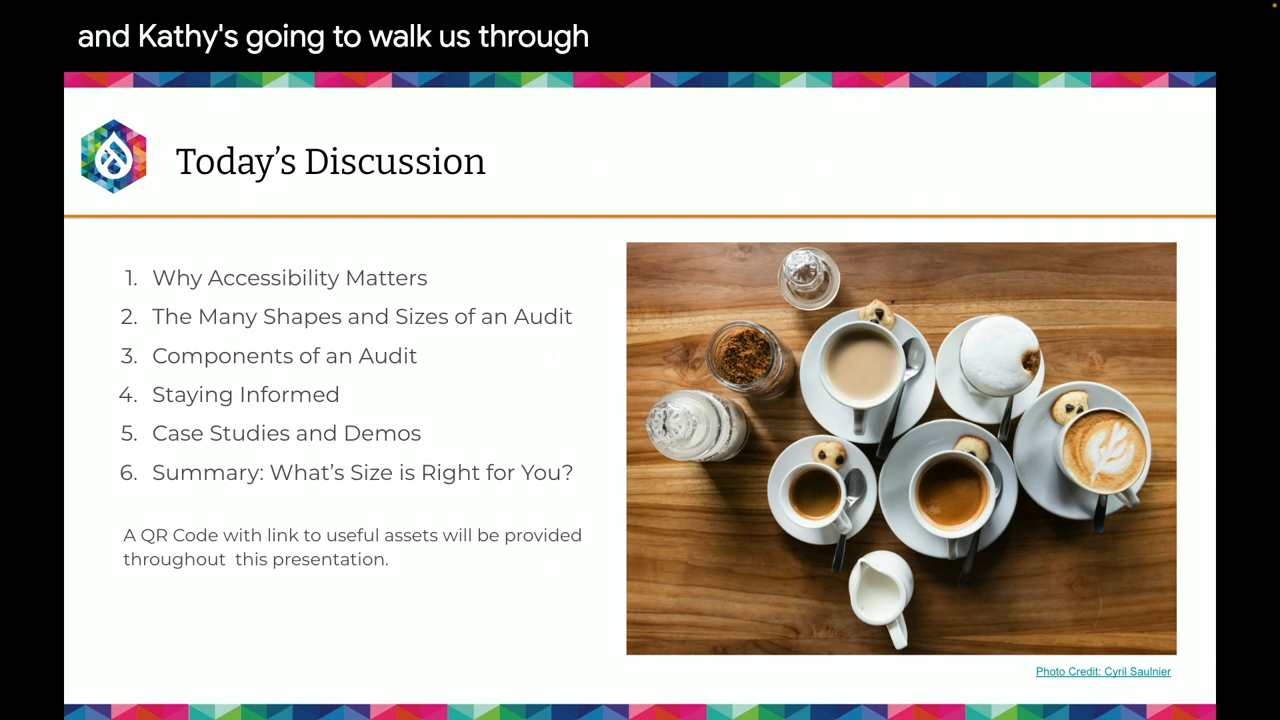 and Kathy's going to walk us through
Today’s Discussion
1. Why Accessibility Matters
2. The Many Shapes and Sizes of an Audit
3. Components of an Audit
4. Staying Informed
5. Case Studies and Demos
6. Summary: What’s Size is Right for You?
A QR Code with link to useful assets will be provided
throughout  this presentation.
Photo Credit: Cyril Saulnier